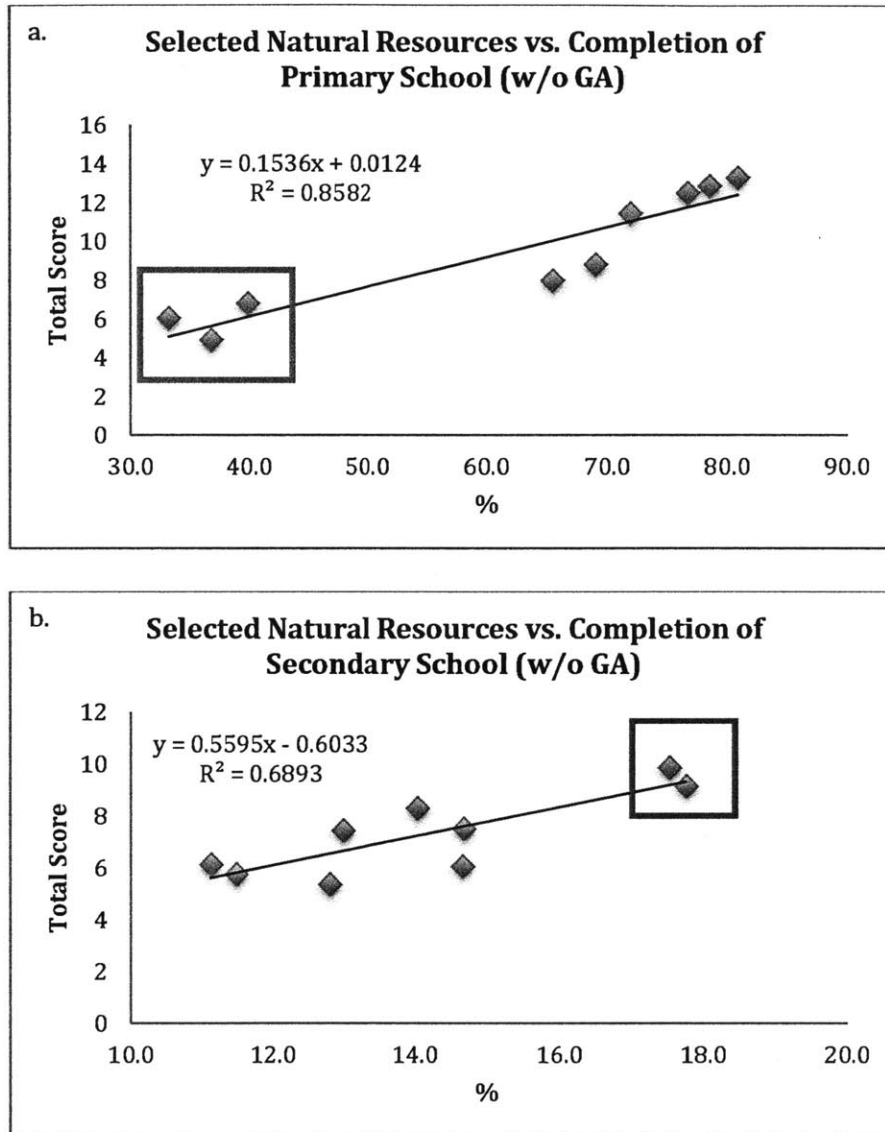 a.
Selected Natural Resources vs. Completion of
Primary School (w/o GA)
y = 0.1536x + 0.0124
R² = 0.8582
Total Score
16
14
12
10
8
6
4
2
0
30.0 40.0 50.0 60.0 70.0 80.0 90.0
%
b.
Selected Natural Resources vs. Completion of
Secondary School (w/o GA)
y = 0.5595x - 0.6033
R² = 0.6893
Total Score
12
10
8
6
4
2
0
10.0 12.0 14.0 16.0 18.0 20.0
%